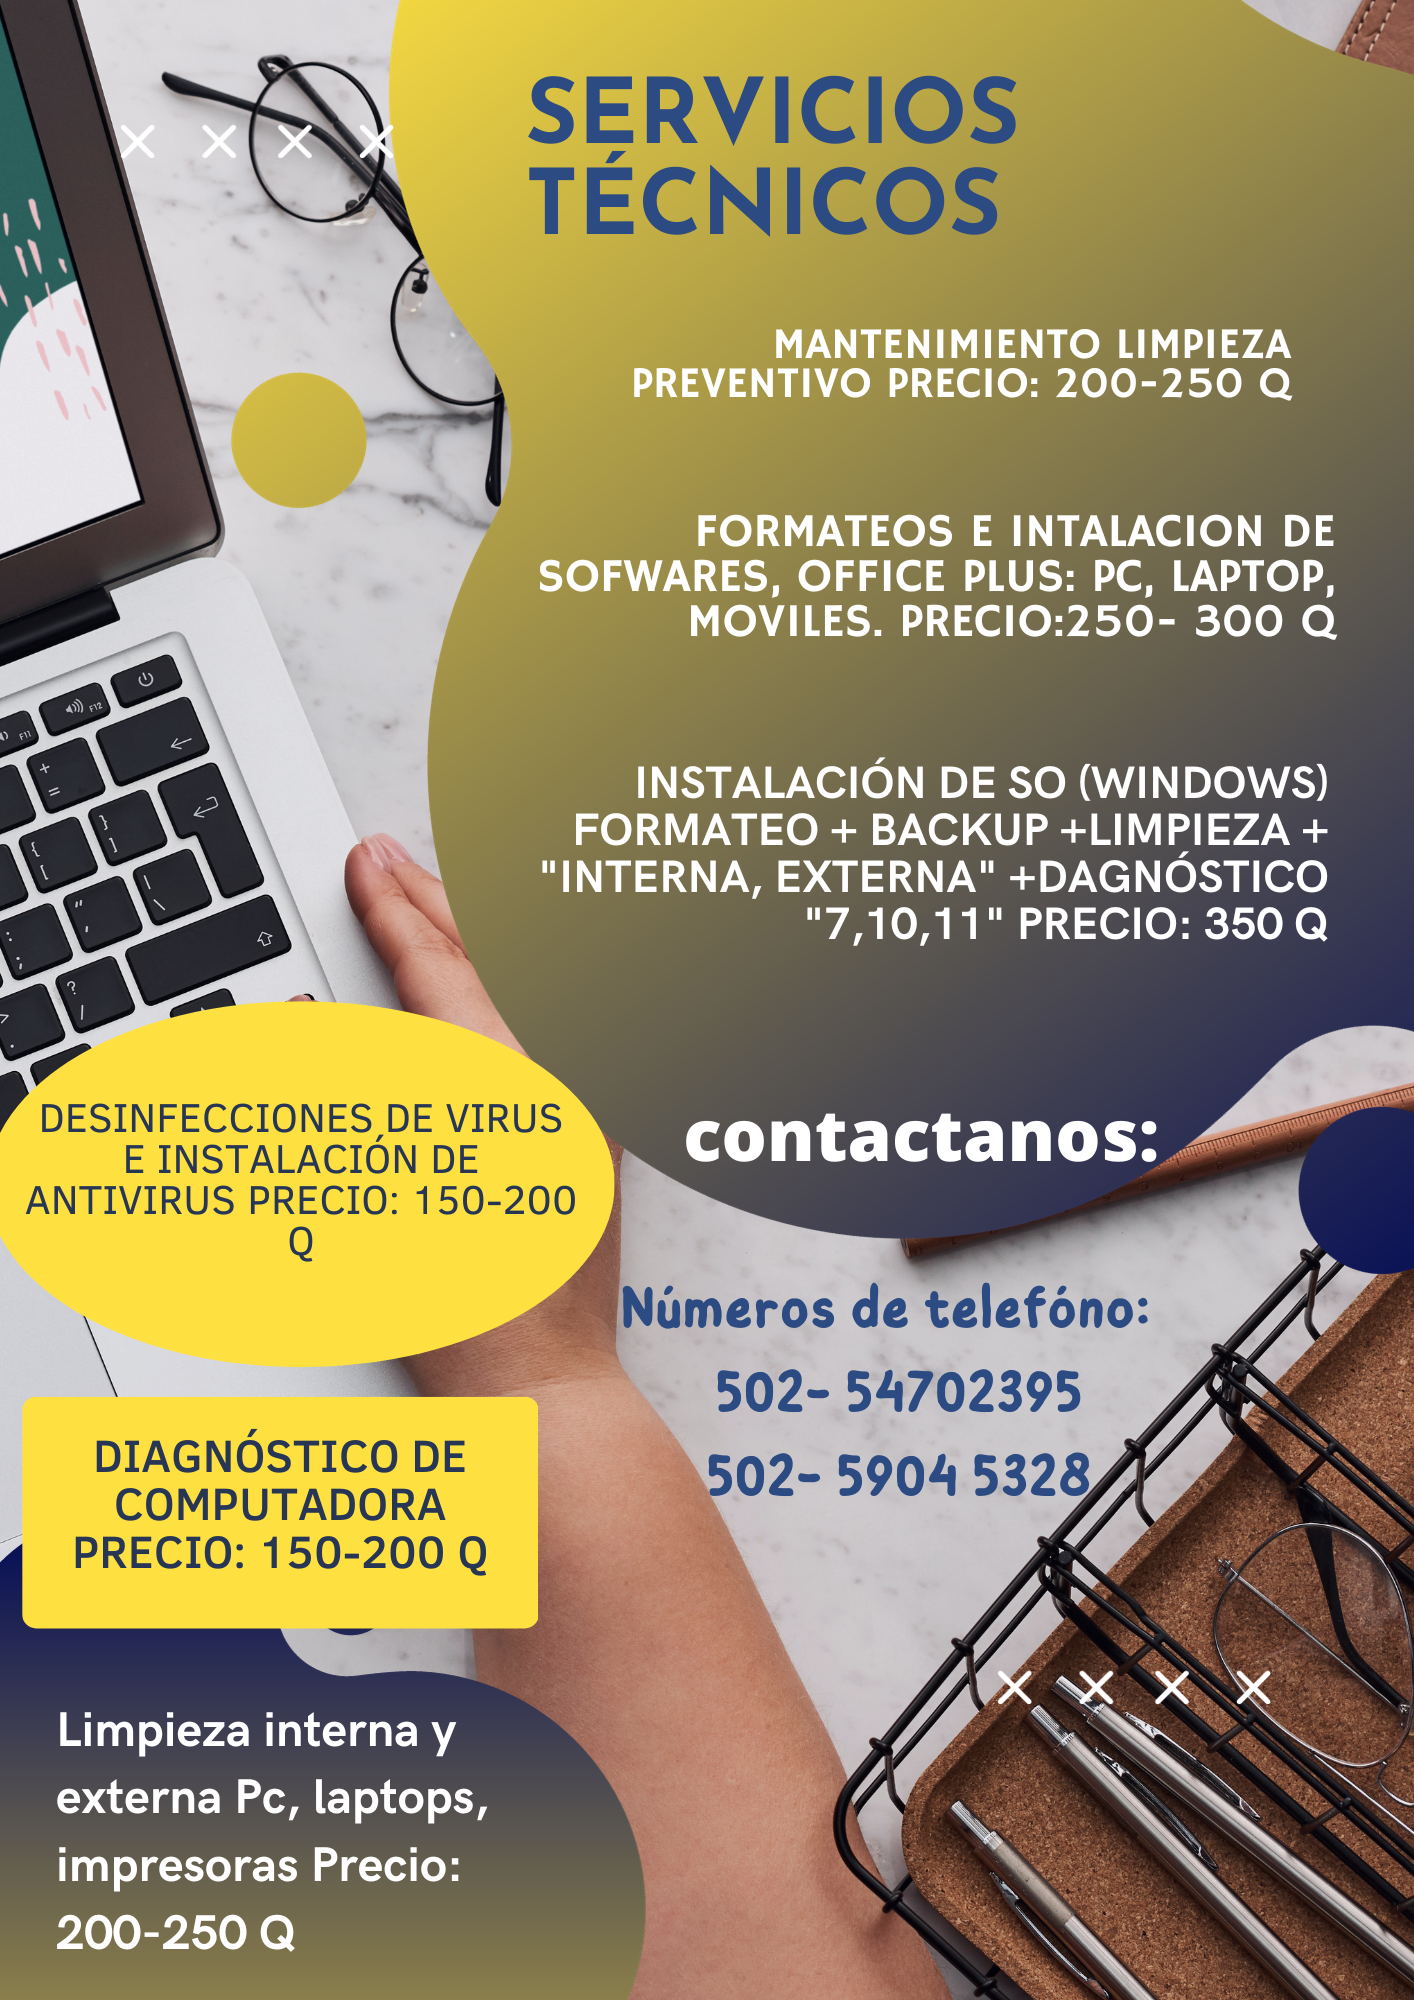 SERVICIOS
TÉCNICOS
MANTENIMIENTO LIMPIEZA
PREVENTIVO PRECIO: 200-250 Q
FORMATEOS E INTALACION DE
SOFWARES, OFFICE PLUS: PC, LAPTOP,
MOVILES. PRECIO:250- 300 Q
INSTALACIÓN DE SO (WINDOWS)
FORMATEO + BACKUP +LIMPIEZA +
"INTERNA, EXTERNA" +DAGNÓSTICO
"7,10,11" PRECIO: 350 Q
DESINFECCIONES DE VIRUS
E INSTALACIÓN DE
ANTIVIRUS PRECIO: 150-200
Q
contactanos:
Números de telefóno:
502- 54702395
502- 5904 5328
DIAGNÓSTICO DE
COMPUTADORA
PRECIO: 150-200 Q
Limpieza interna y
externa Pc, laptops,
impresoras Precio:
200-250 Q